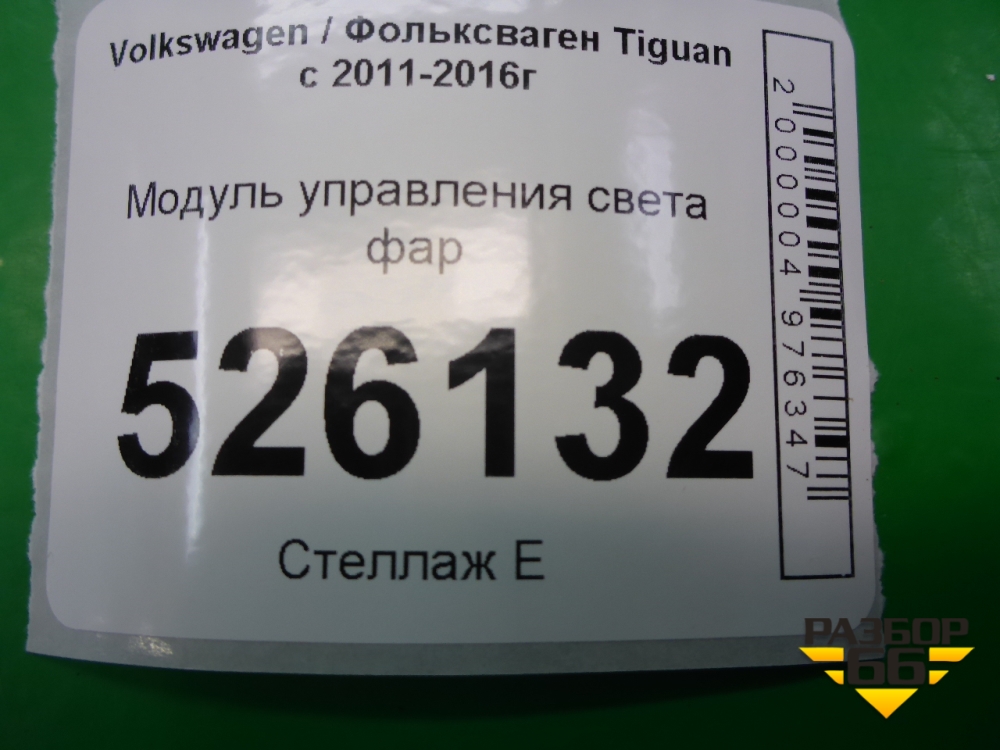 Volkswagen / Фольксваген Tiguan
с 2011-2016г
Модуль управления света
фар
526132
Стеллаж Е
2000004976347
РАЗБОР
66